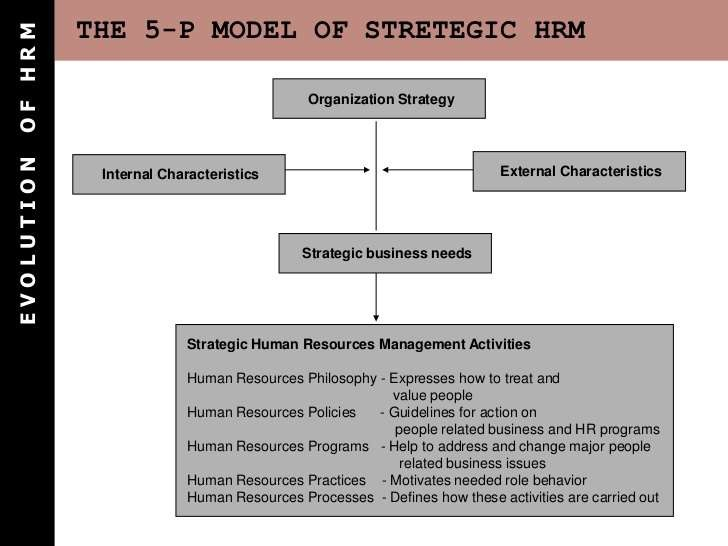 EVOLUTION OF HRM
THE 5-P MODEL OF STRETEGIC HRM
Organization Strategy
Internal Characteristics
External Characteristics
Strategic business needs
Strategic Human Resources Management Activities
Human Resources Philosophy - Expresses how to treat and
value people
Human Resources Policies - Guidelines for action on
people related business and HR programs
Human Resources Programs - Help to address and change major people
related business issues
Human Resources Practices - Motivates needed role behavior
Human Resources Processes - Defines how these activities are carried out